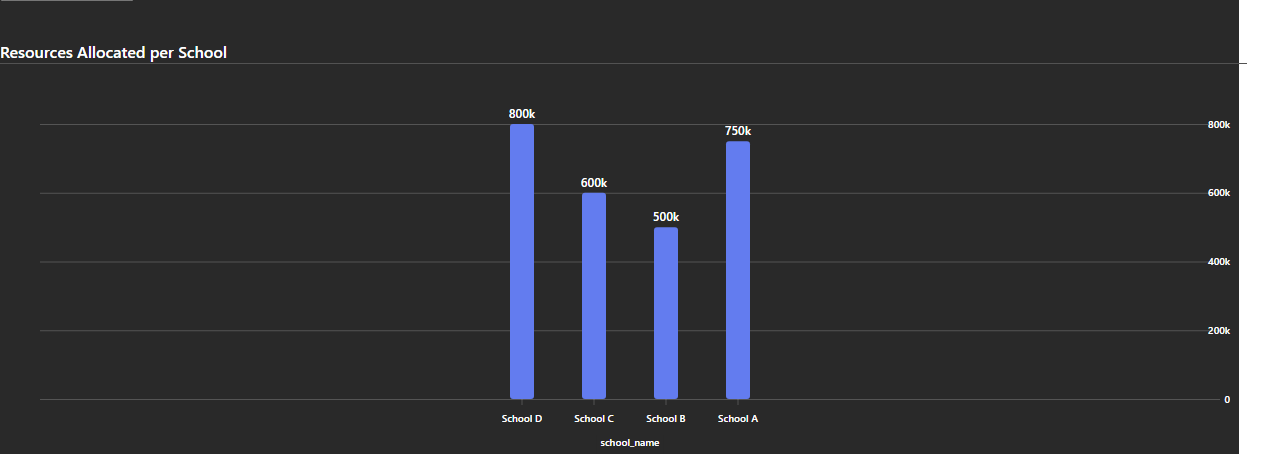 Resources Allocated per School
800k
750k
600k
500k
800k
600k
400k
200k
0
School D School C School B School A
school_name